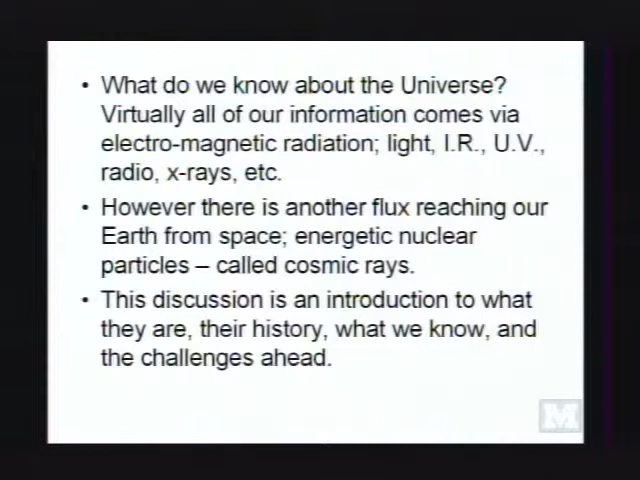 • What do we know about the Universe?
Virtually all of our information comes via
electro-magnetic radiation; light, I.R., U.V.,
radio, x-rays, etc.
• However there is another flux reaching our
Earth from space; energetic nuclear
particles – called cosmic rays.
• This discussion is an introduction to what
they are, their history, what we know, and
the challenges ahead.
M